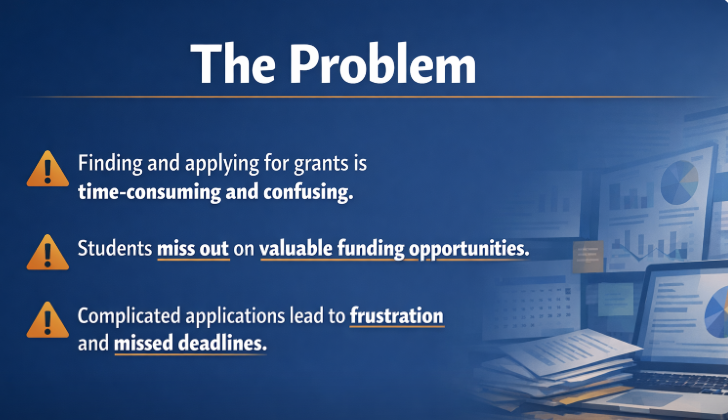 The Problem
Finding and applying for grants is
time-consuming and confusing.
Students miss out on valuable funding opportunities.
Complicated applications lead to frustration
and missed deadlines.